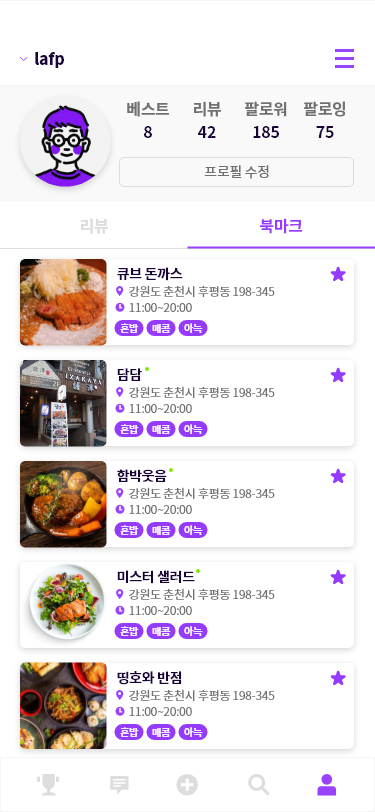 lafp
베스트 리뷰 팔로워 팔로잉
8 42 185 75
프로필 수정
리뷰 북마크
큐브 돈까스
강원도 춘천시 후평동 198-345
11:00~20:00
혼밥 매콤 아늑
담담
강원도 춘천시 후평동 198-345
11:00~20:00
혼밥 매콤 아늑
IZAKAYA
함박웃음
강원도 춘천시 후평동 198-345
11:00~20:00
혼밥 매콤 아늑
미스터 샐러드
강원도 춘천시 후평동 198-345
11:00~20:00
혼밥 매콤 아늑
띵호와 반점
강원도 춘천시 후평동 198-345
11:00~20:00
혼밥 매콤 아늑